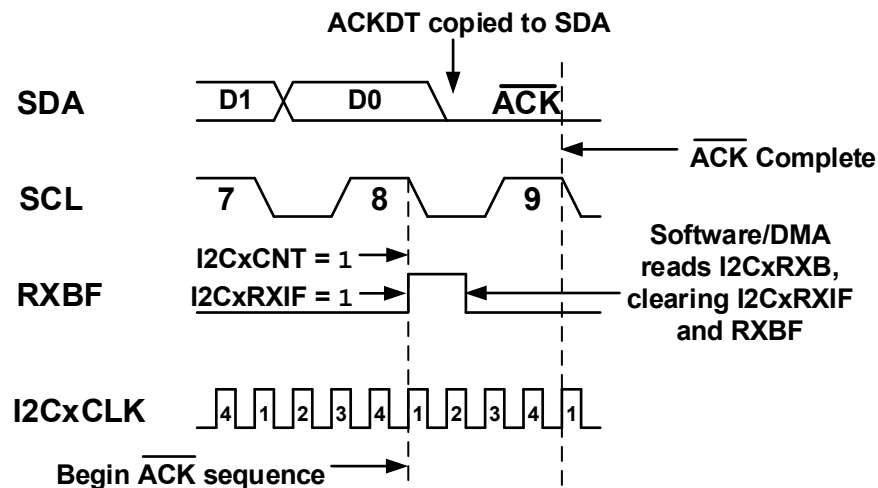 ACKDT copied to SDA
SDA
D1
D0
ACK
ACK Complete
SCL
7
8
9
I2CxCNT = 1
RXBF
I2CxRXIF = 1
Software/DMA
reads I2CxRXB,
clearing I2CxRXIF
and RXBF
I2CxCLK
4 1 2 3 4 1 2 3 4 1
Begin ACK sequence